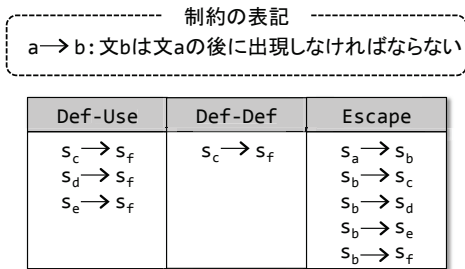 制約の表記
a→b:文bは文aの後に出現しなければならない
Def-Use Def-Def Escape
Sc→Sf Sc→Sf Sa→Sb
Sd→Sf Sb→Sc
Se→Sf Sb→Sd
Sb→Se
Sb→Sf